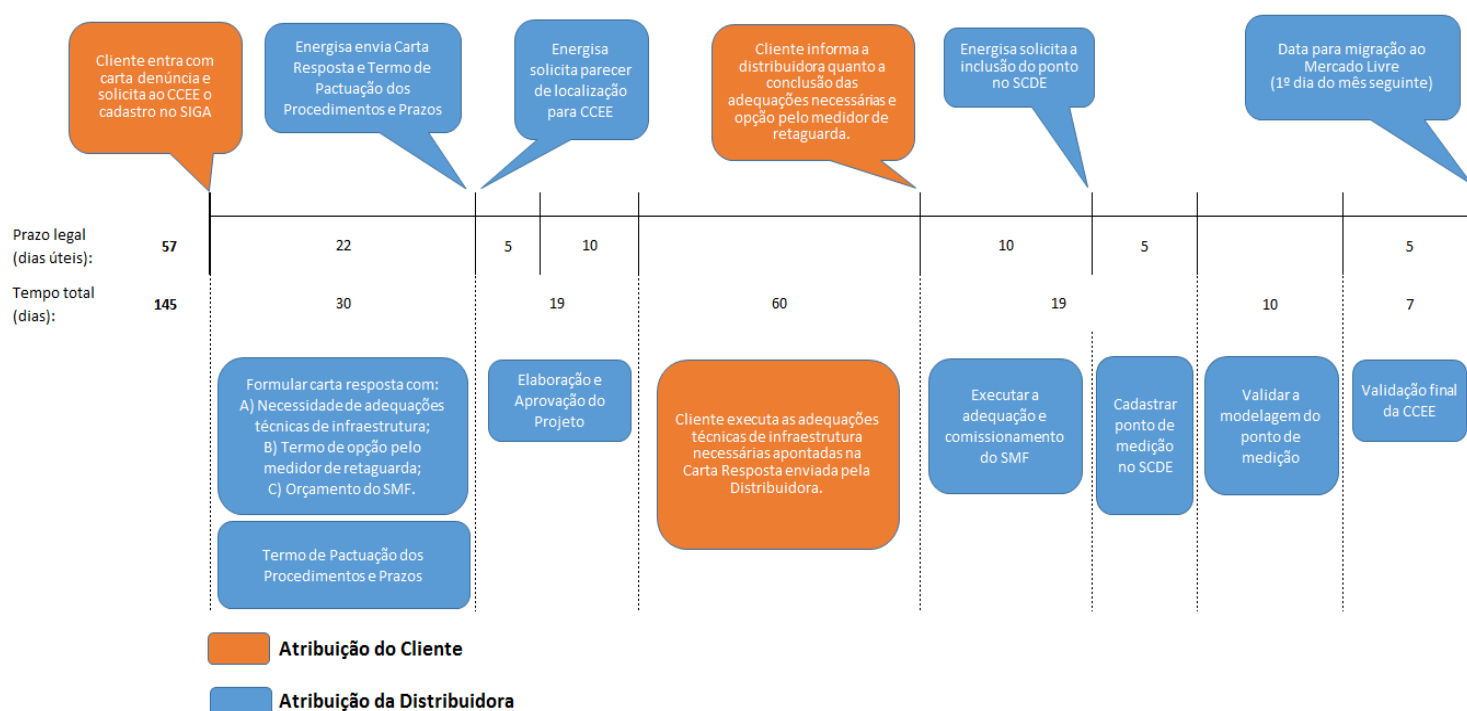 Cliente entra com
carta denúncia e
solicita ao CCEE o
cadastro no SIGA
Energisa envia Carta
Resposta e Termo de
Pactuação dos
Procedimentos e Prazos
Energisa
solicita parecer
de localização
para CCEE
Cliente informa a
distribuidora quanto a
conclusão das
adequações necessárias e
opção pelo medidor de
retaguarda.
Energisa solicita a
inclusão do ponto
no SCDE
Data para migração ao
Mercado Livre
(1º dia do mês seguinte)
Prazo legal
(dias úteis):
57
22
5
10
10
5
5
Tempo total
(dias):
145
30
19
60
19
10
7
Formular carta resposta com:
A) Necessidade de adequações
técnicas de infraestrutura;
B) Termo de opção pelo
medidor de retaguarda;
C) Orçamento do SMF.
Termo de Pactuação dos
Procedimentos e Prazos
Elaboração e
Aprovação do
Projeto
Cliente executa as adequações
técnicas de infraestrutura
necessárias apontadas na
Carta Resposta enviada pela
Distribuidora.
Executar a
adequação e
comissionamento
do SMF
Cadastrar
ponto de
medição
no SCDE
Validar a
modelagem do
ponto de
medição
Validação final
da CCEE
Atribuição do Cliente
Atribuição da Distribuidora